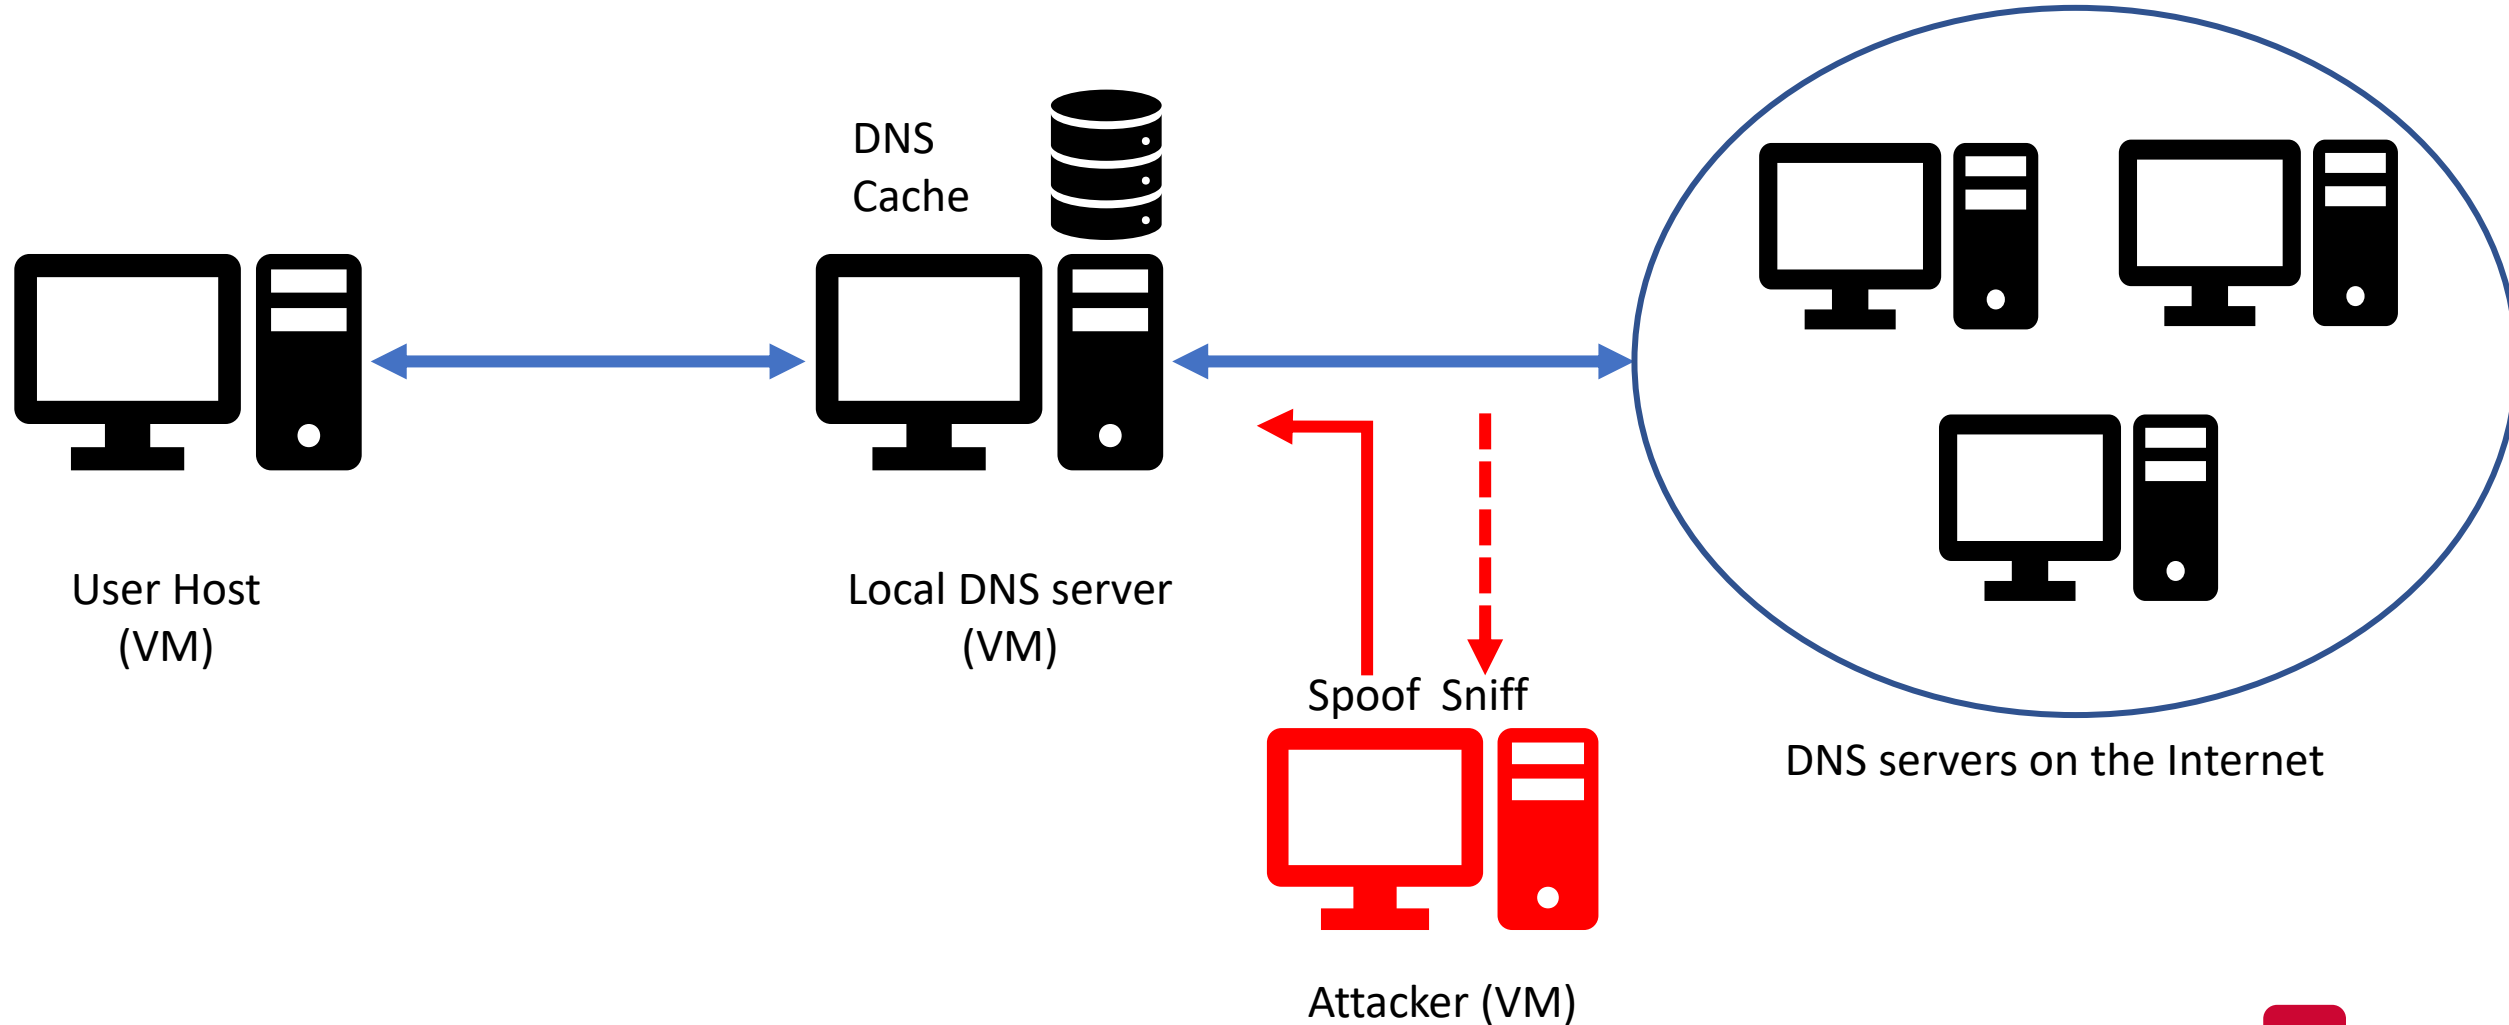 DNS
Cache
User Host
(VM)
Local DNS server
(VM)
Spoof Sniff
DNS servers on the Internet
Attacker (VM)